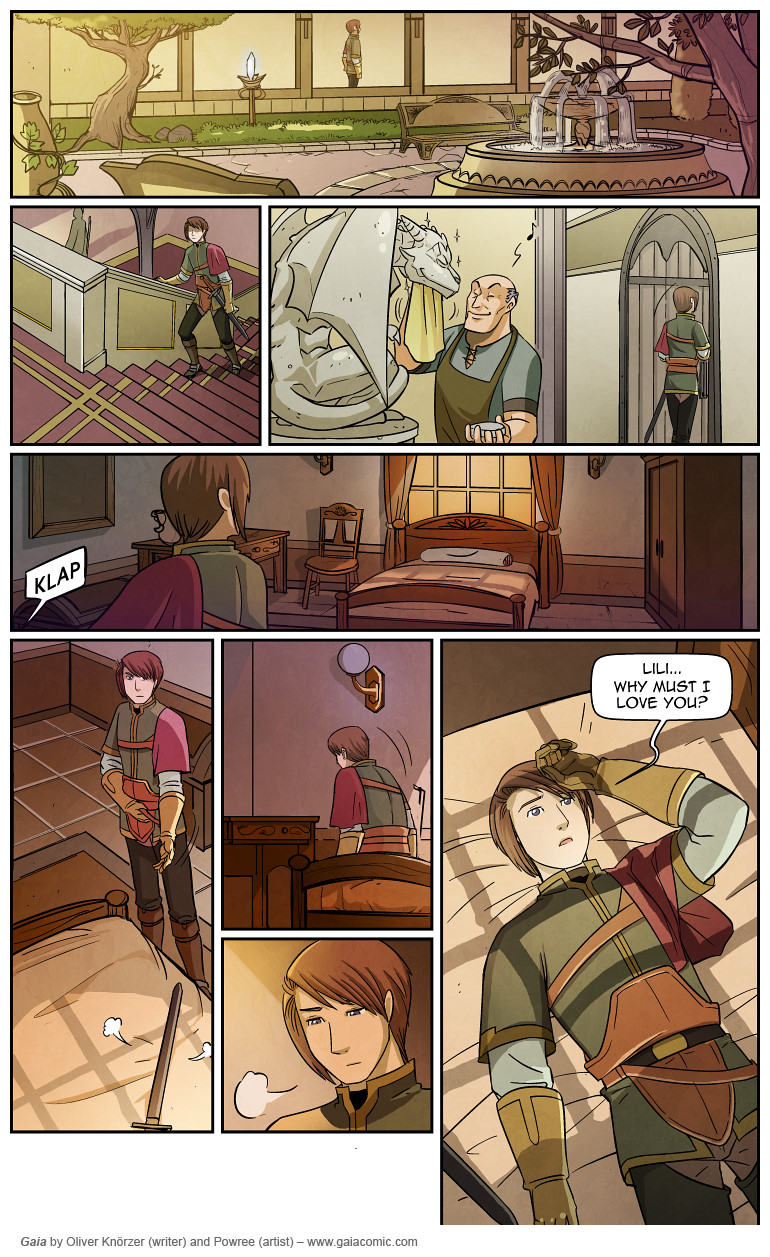 KLAP
LILI...
WHY MUST I
LOVE YOU?
Gaia by Oliver Knörzer (writer) and Powree (artist) – www.gaiacomic.com